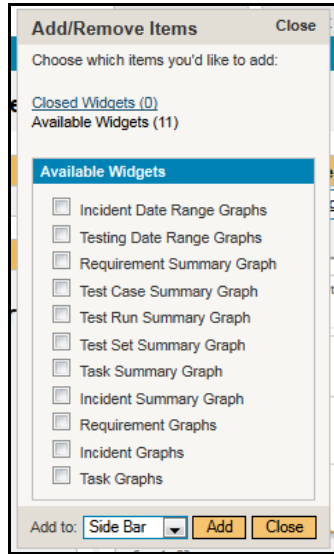 Add/Remove Items Close
Choose which items you'd like to add:
Closed Widgets (0)
Available Widgets (11)
Available Widgets
Incident Date Range Graphs
Testing Date Range Graphs
Requirement Summary Graph
Test Case Summary Graph
Test Run Summary Graph
Test Set Summary Graph
Task Summary Graph
Incident Summary Graph
Requirement Graphs
Incident Graphs
Task Graphs
Add to: Side Bar Add Close